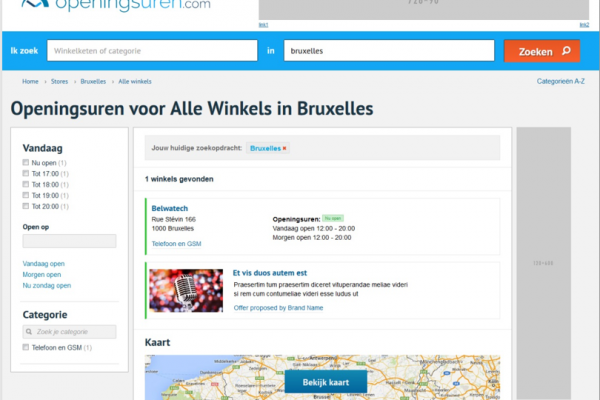 openingsuren.com
728×90
link1
link2
Ik zoek
Winkelketen of categorie
in
bruxelles
Zoeken
Home › Stores › Bruxelles › Alle winkels
Categorieën A-Z
Openingsuren voor Alle Winkels in Bruxelles
Vandaag
Nu open (1)
Tot 17:00 (1)
Tot 18:00 (1)
Tot 19:00 (1)
Tot 20:00 (1)
Open op
Vandaag open
Morgen open
Nu zondag open
Categorie
Zoek je categorie
Telefoon en GSM (1)
Jouw huidige zoekopdracht:
Bruxelles ×
1 winkels gevonden
Belwatech
Rue Stévin 166
1000 Bruxelles
Telefoon en GSM
Openingsuren: Nu open
Vandaag open 12:00 - 20:00
Morgen open 12:00 - 20:00
Et vis duos autem est
Praesertim tum praesertim diceret vituperandae meliae videri
si rem cum contumeliae videri esse ludus ut
Offer proposed by Brand Name
Kaart
Bekijk kaart